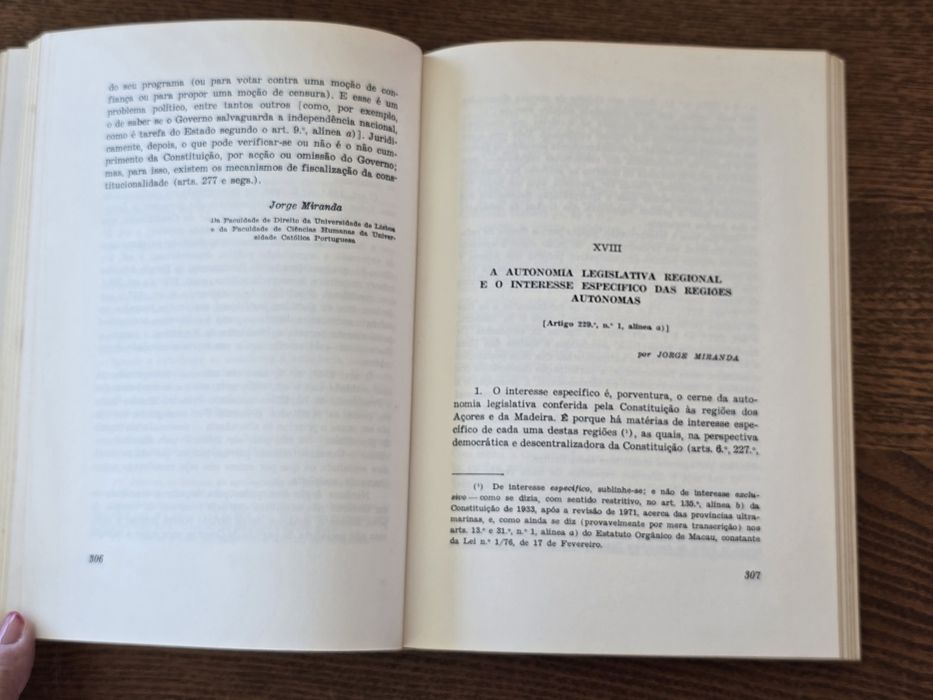 do seu programa (ou para votar contra uma moção de con-
fiança ou para propor uma moção de censura). E esse é um
problema político, entre tantos outros [como, por exemplo,
o de saber se o Governo salvaguarda a independência nacional,
como é tarefa do Estado segundo o art. 9.º, alínea a)]. Juridi-
camente, depois, o que pode verificar-se ou não é o não cum-
primento da Constituição, por acção ou omissão do Governo;
mas, para isso, existem os mecanismos de fiscalização da cons-
titucionalidade (arts. 277 e segs.).
Jorge Miranda
Da Faculdade de Direito da Universidade de Lisboa
e da Faculdade de Ciências Humanas da Univer-
sidade Católica Portuguesa
306
XVIII
A AUTONOMIA LEGISLATIVA REGIONAL
E O INTERESSE ESPECÍFICO DAS REGIÕES
AUTÓNOMAS
[Artigo 229.º, n.º 1, alínea a)]
por JORGE MIRANDA
1. O interesse específico é, porventura, o cerne da auto-
nomia legislativa conferida pela Constituição às regiões dos
Açores e da Madeira. É porque há matérias de interesse espe-
cífico de cada uma destas regiões (¹), as quais, na perspectiva
democrática e descentralizadora da Constituição (arts. 6.º, 227.º,
(¹) De interesse específico, sublinhe-se; e não de interesse exclu-
sivo — como se dizia, com sentido restritivo, no art. 135.º, alínea b) da
Constituição de 1933, após a revisão de 1971, acerca das províncias ultra-
marinas, e, como ainda se diz (provavelmente por mera transcrição) nos
arts. 13.º e 31.º, n.º 1, alínea a) do Estatuto Orgânico de Macau, constante
da Lei n.º 1/76, de 17 de Fevereiro.
307